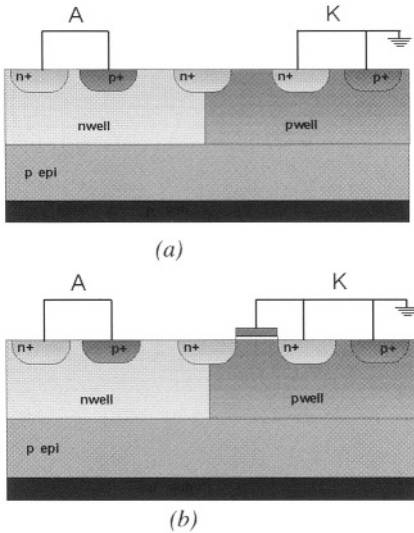 A K
n+ p+ n+ n+ p+
nwell pwell
p epi
(a)
A K
n+ p+ n+ n+ p+
nwell pwell
p epi
(b)